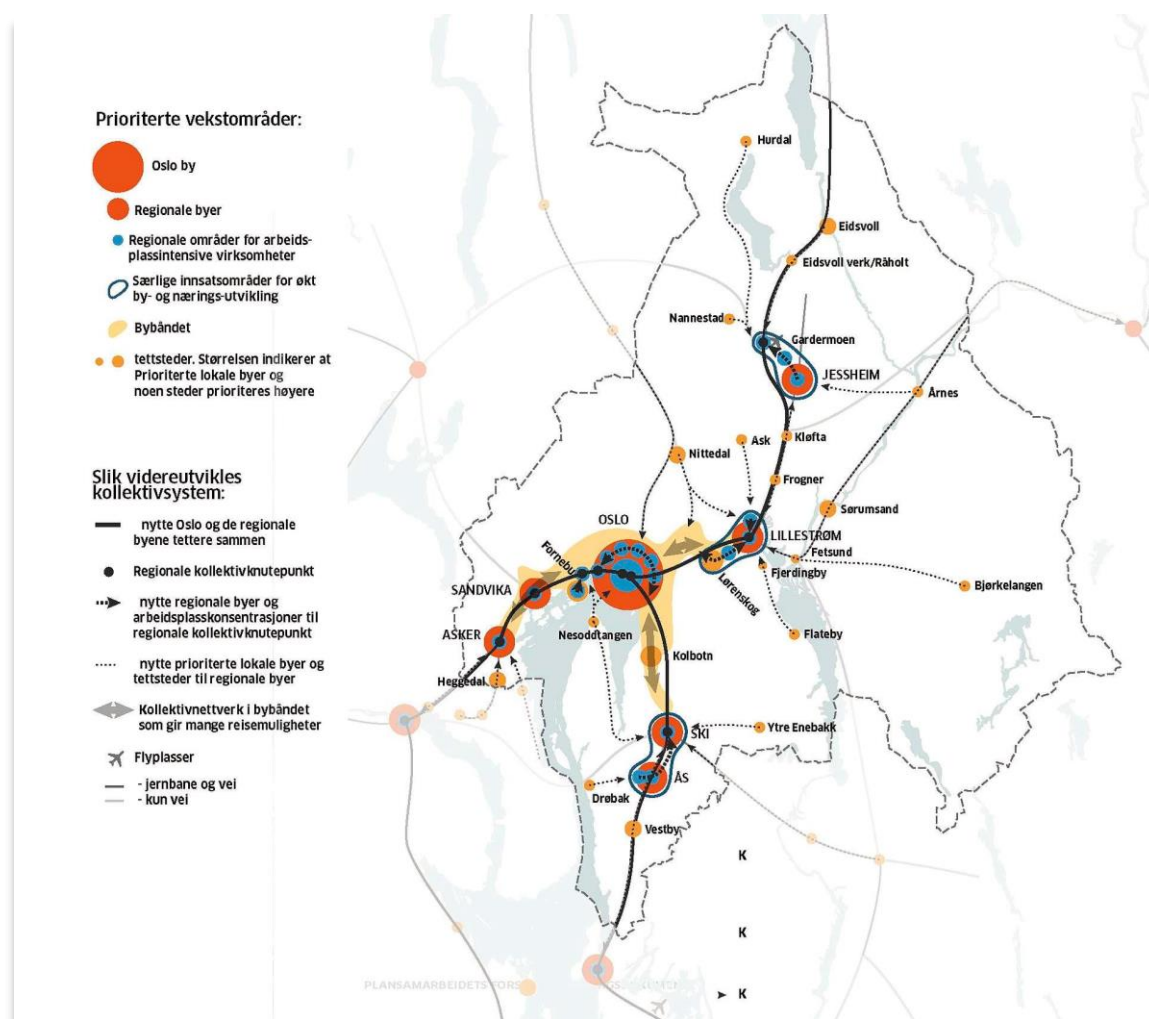 Prioriterte vekstområder:
Oslo by
Regionale byer
Regionale områder for arbeids-
plassintensive virksomheter
Særlige innsatsområder for økt
by- og nærings-utvikling
Bybåndet
tettsteder. Størrelsen indikerer at
Prioriterte lokale byer og
noen steder prioriteres høyere
Slik videreutvikles
kollektivsystem:
nytte Oslo og de regionale
byene tettere sammen
Regionale kollektivknutepunkt
nytte regionale byer og
arbeidsplasskonsentrasjoner til
regionale kollektivknutepunkt
nytte prioriterte lokale byer og
tettsteder til regionale byer
Kollektivnettverk i bybåndet
som gir mange reisemuligheter
Flyplasser
- jernbane og vei
- kun vei
Hurdal
Eidsvoll
Eidsvoll verk/Råholt
Nannestad
Gardermoen
JESSHEIM
Årnes
Kløfta
Ask
Nittedal
Frogner
Sørumsand
OSLO
LILLESTRØM
Fetsund
Fornebu
Fjerdingby
Bjørkelangen
SANDVIKA
Lørenskog
ASKER
Nesoddtangen
Flateby
Kolbotn
Heggedal
SKI
Ytre Enebakk
ÅS
Drøbak
Vestby
K
K
PLANSAMARBEIDETS FORS
K